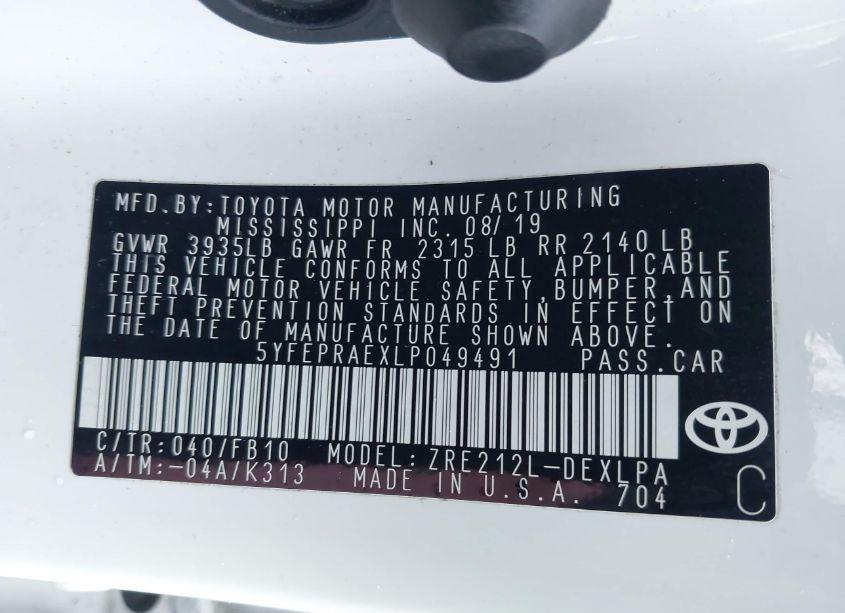 MFD.BY:TOYOTA MOTOR MANUFACTURING
MISSISSIPPI INC. 08/19
GVWR 3935LB GAWR FR 2315 LB RR 2140 LB
THIS VEHICLE CONFORMS TO ALL APPLICABLE
FEDERAL MOTOR VEHICLE SAFETY,BUMPER,AND
THEFT PREVENTION STANDARDS IN EFFECT ON
THE DATE OF MANUFACTURE SHOWN ABOVE.
5YFEPRAEXLP049491 PASS.CAR
C/TR:040/FB10 MODEL:ZRE212L-DEXLPA
A/TM:-04A/K313 MADE IN U.S.A. 704 C